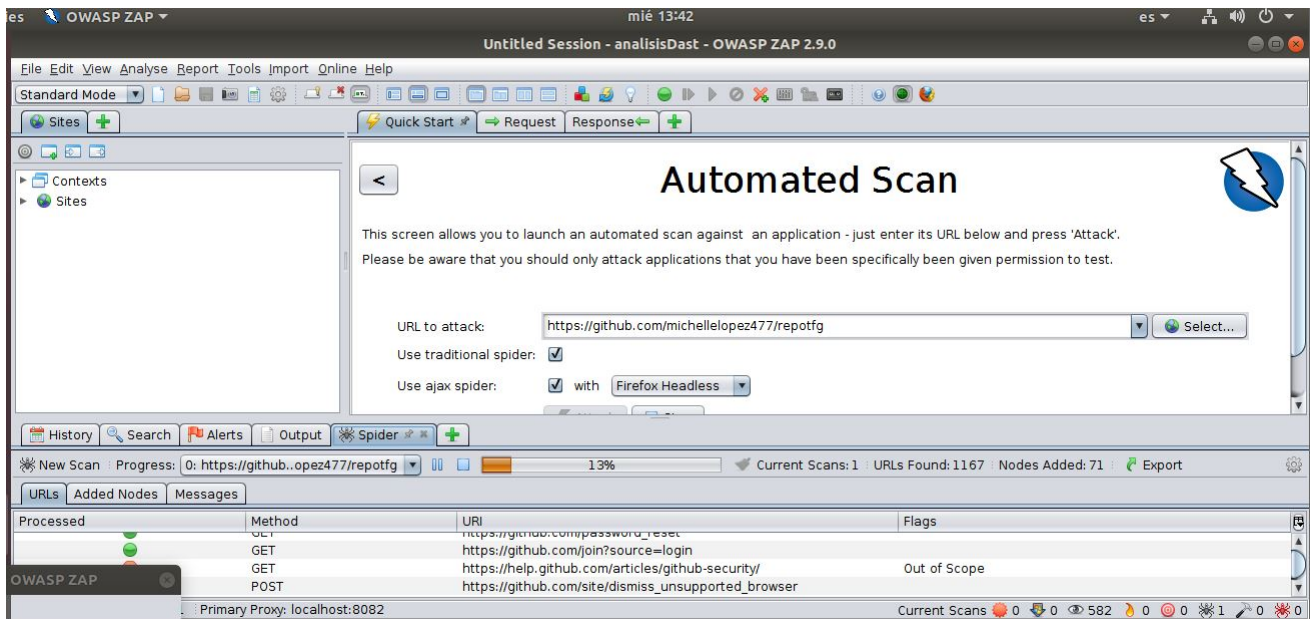 ies OWASP ZAP mié 13:42 es
Untitled Session - analisisDast - OWASP ZAP 2.9.0
File Edit View Analyse Report Tools Import Online Help
Standard Mode
Sites Quick Start Request Response
Contexts
Sites
<
Automated Scan
This screen allows you to launch an automated scan against an application - just enter its URL below and press 'Attack'.
Please be aware that you should only attack applications that you have been specifically been given permission to test.
URL to attack: https://github.com/michellelopez477/repotfg Select...
Use traditional spider:
Use ajax spider: with Firefox Headless
History Search Alerts Output Spider
New Scan Progress: 0: https://github..opez477/repotfg 13% Current Scans: 1 URLs Found: 1167 Nodes Added: 71 Export
URLs Added Nodes Messages
Processed Method URI Flags
GET https://github.com/password_reset
GET https://github.com/join?source=login
GET https://help.github.com/articles/github-security/ Out of Scope
POST https://github.com/site/dismiss_unsupported_browser
OWASP ZAP
Primary Proxy: localhost:8082 Current Scans 0 0 582 0 0 1 0 0